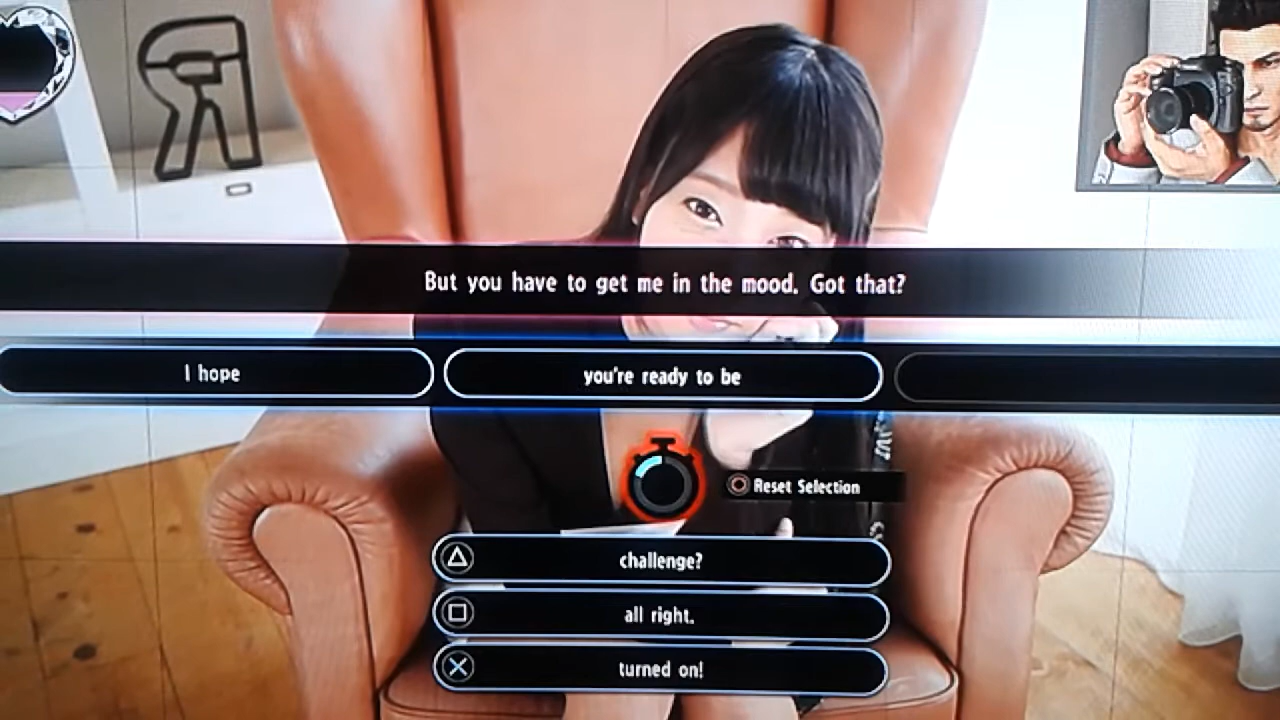 But you have to get me in the mood. Got that?
I hope
you're ready to be
Reset Selection
challenge?
all right.
turned on!